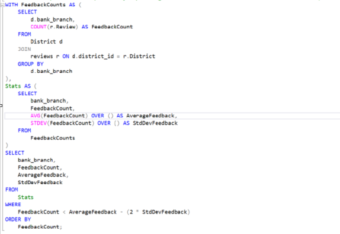 WITH FeedbackCounts AS (
SELECT
d.bank_branch,
COUNT(r.Review) AS FeedbackCount
FROM
District d
JOIN
reviews r ON d.district_id = r.District
GROUP BY
d.bank_branch
),
Stats AS (
SELECT
bank_branch,
FeedbackCount,
AVG(FeedbackCount) OVER () AS AverageFeedback,
STDEV(FeedbackCount) OVER () AS StdDevFeedback
FROM
FeedbackCounts
)
SELECT
bank_branch,
FeedbackCount,
AverageFeedback,
StdDevFeedback
FROM
Stats
WHERE
FeedbackCount < AverageFeedback - (2 * StdDevFeedback)
ORDER BY
FeedbackCount;